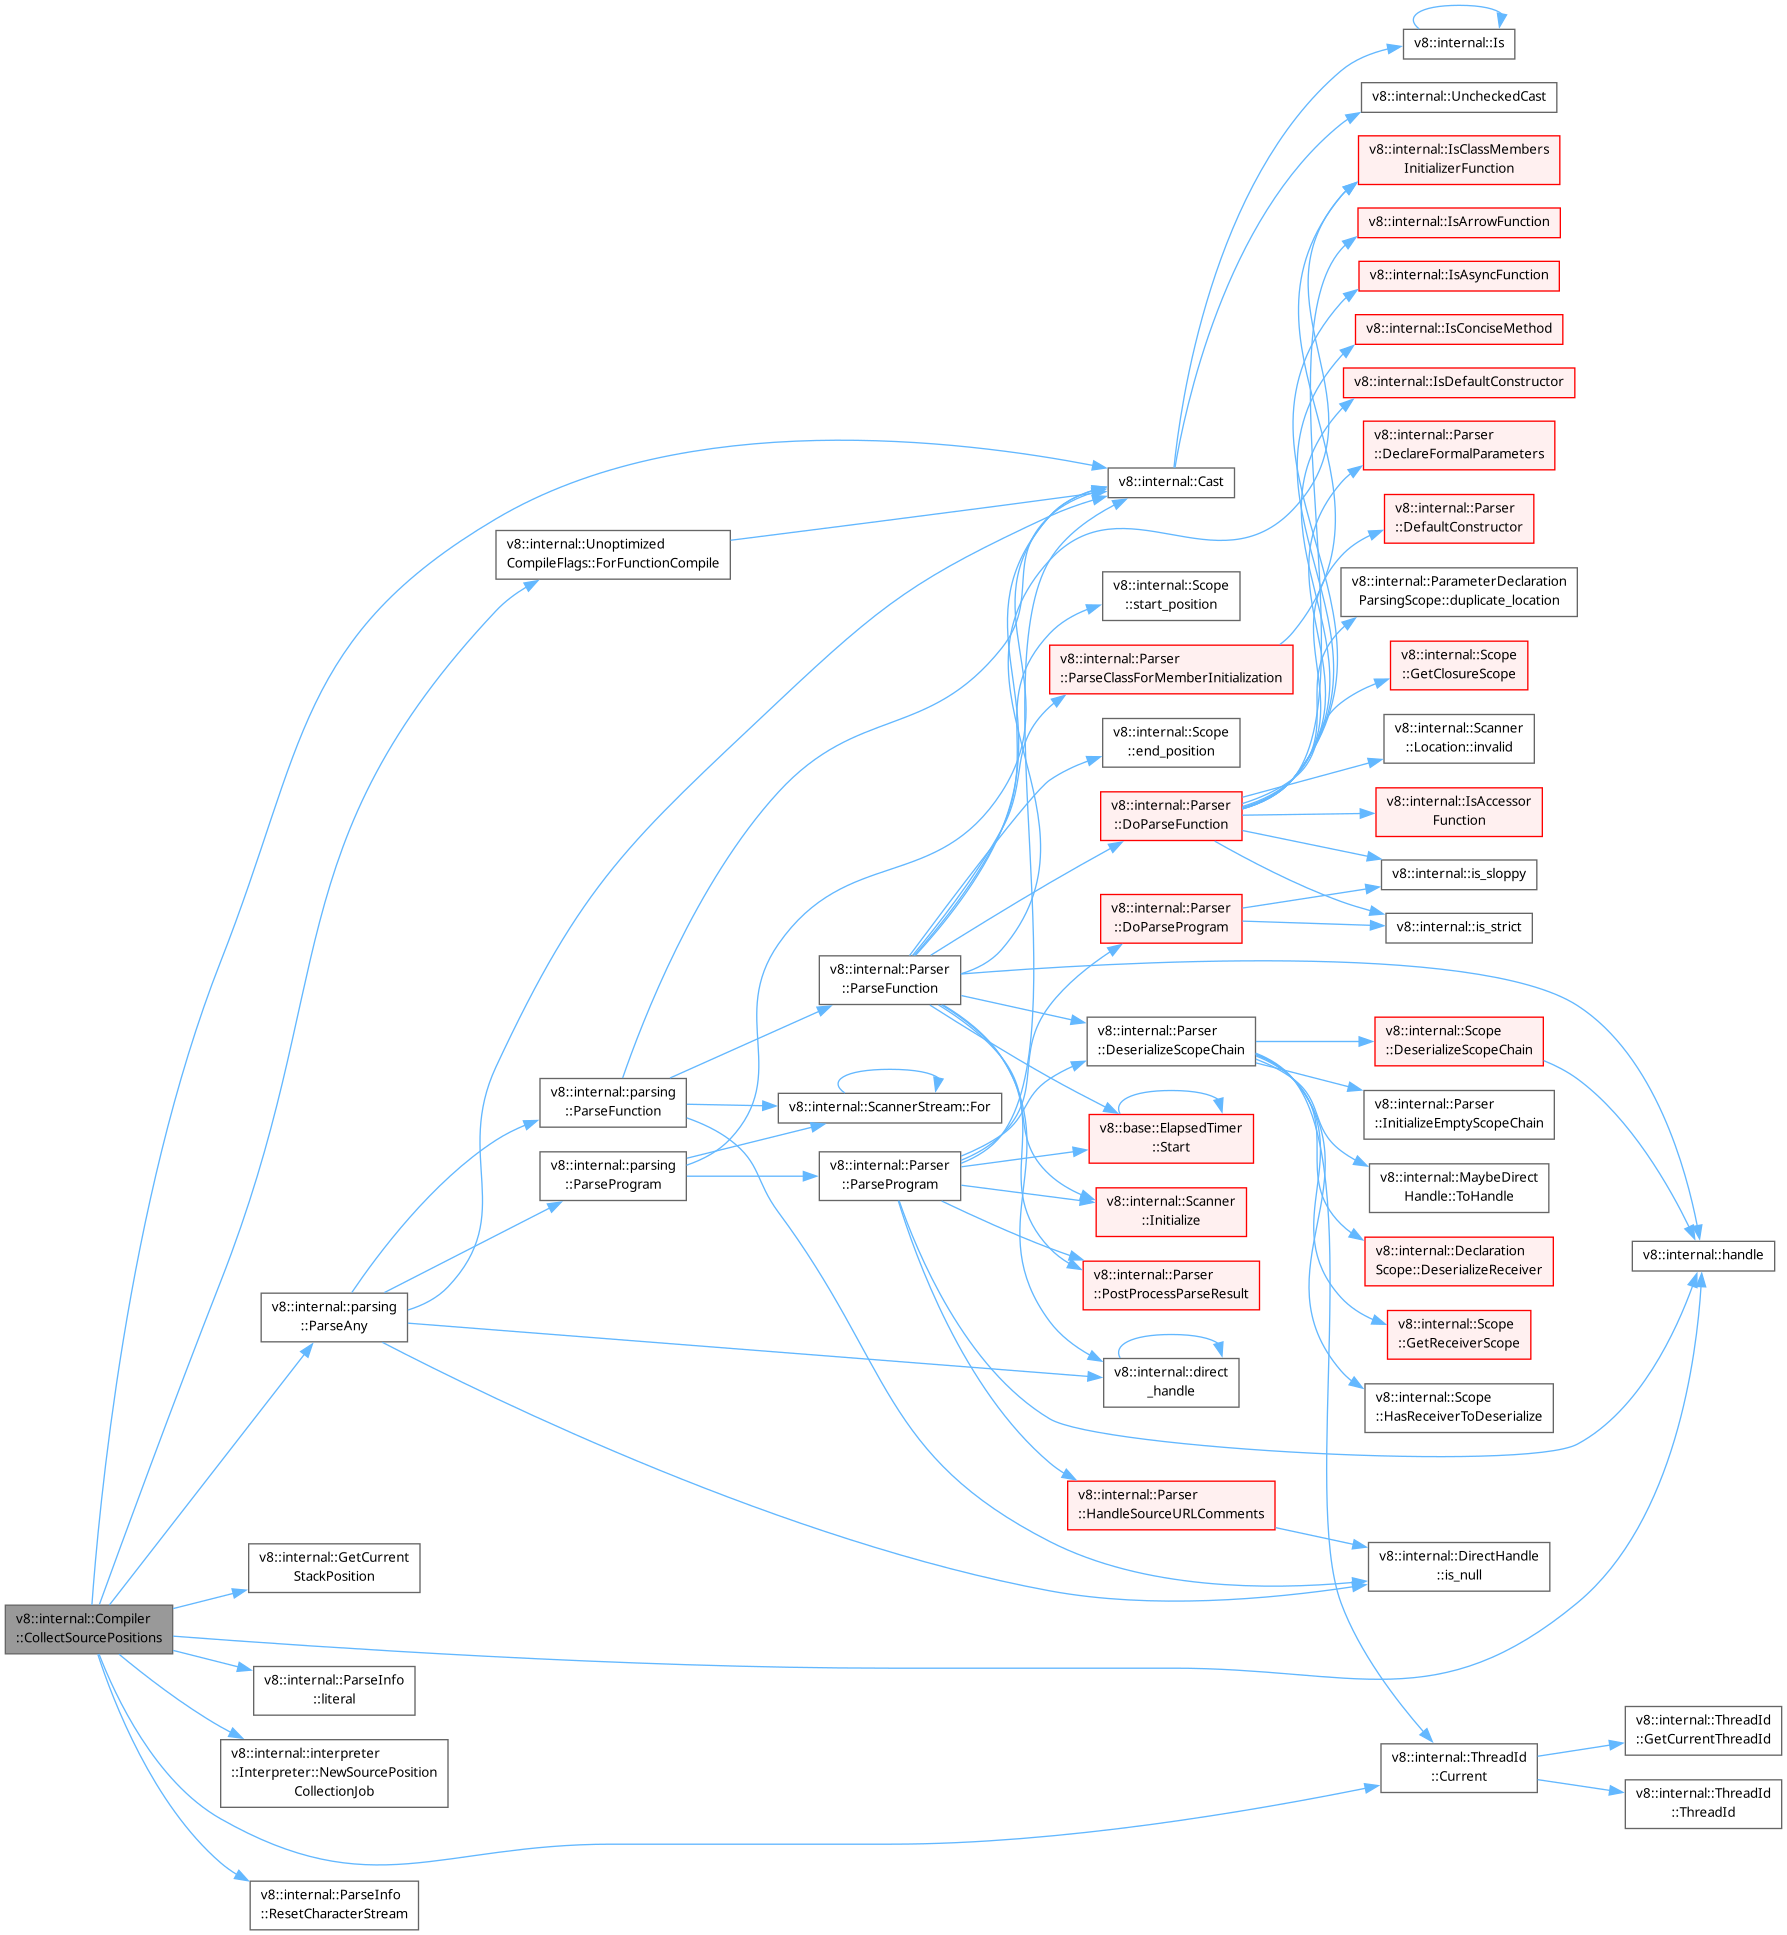 v8::internal::Compiler
::CollectSourcePositions
v8::internal::Cast
v8::internal::Is
v8::internal::UncheckedCast
v8::internal::Unoptimized
CompileFlags::ForFunctionCompile
v8::internal::parsing
::ParseAny
v8::internal::GetCurrent
StackPosition
v8::internal::ParseInfo
::literal
v8::internal::interpreter
::Interpreter::NewSourcePosition
CollectionJob
v8::internal::ParseInfo
::ResetCharacterStream
v8::internal::parsing
::ParseFunction
v8::internal::parsing
::ParseProgram
v8::internal::Parser
::ParseFunction
v8::internal::ScannerStream::For
v8::internal::Parser
::ParseProgram
v8::internal::Scope
::start_position
v8::internal::Parser
::ParseClassForMemberInitialization
v8::internal::Scope
::end_position
v8::internal::Parser
::DoParseFunction
v8::internal::Parser
::DoParseProgram
v8::internal::Parser
::DeserializeScopeChain
v8::base::ElapsedTimer
::Start
v8::internal::Scanner
::Initialize
v8::internal::Parser
::PostProcessParseResult
v8::internal::direct
_handle
v8::internal::Parser
::HandleSourceURLComments
v8::internal::IsClassMembers
InitializerFunction
v8::internal::IsArrowFunction
v8::internal::IsAsyncFunction
v8::internal::IsConciseMethod
v8::internal::IsDefaultConstructor
v8::internal::Parser
::DeclareFormalParameters
v8::internal::Parser
::DefaultConstructor
v8::internal::ParameterDeclaration
ParsingScope::duplicate_location
v8::internal::Scope
::GetClosureScope
v8::internal::Scanner
::Location::invalid
v8::internal::IsAccessor
Function
v8::internal::is_sloppy
v8::internal::is_strict
v8::internal::Scope
::DeserializeScopeChain
v8::internal::Parser
::InitializeEmptyScopeChain
v8::internal::MaybeDirect
Handle::ToHandle
v8::internal::Declaration
Scope::DeserializeReceiver
v8::internal::Scope
::GetReceiverScope
v8::internal::Scope
::HasReceiverToDeserialize
v8::internal::DirectHandle
::is_null
v8::internal::ThreadId
::Current
v8::internal::handle
v8::internal::ThreadId
::GetCurrentThreadId
v8::internal::ThreadId
::ThreadId